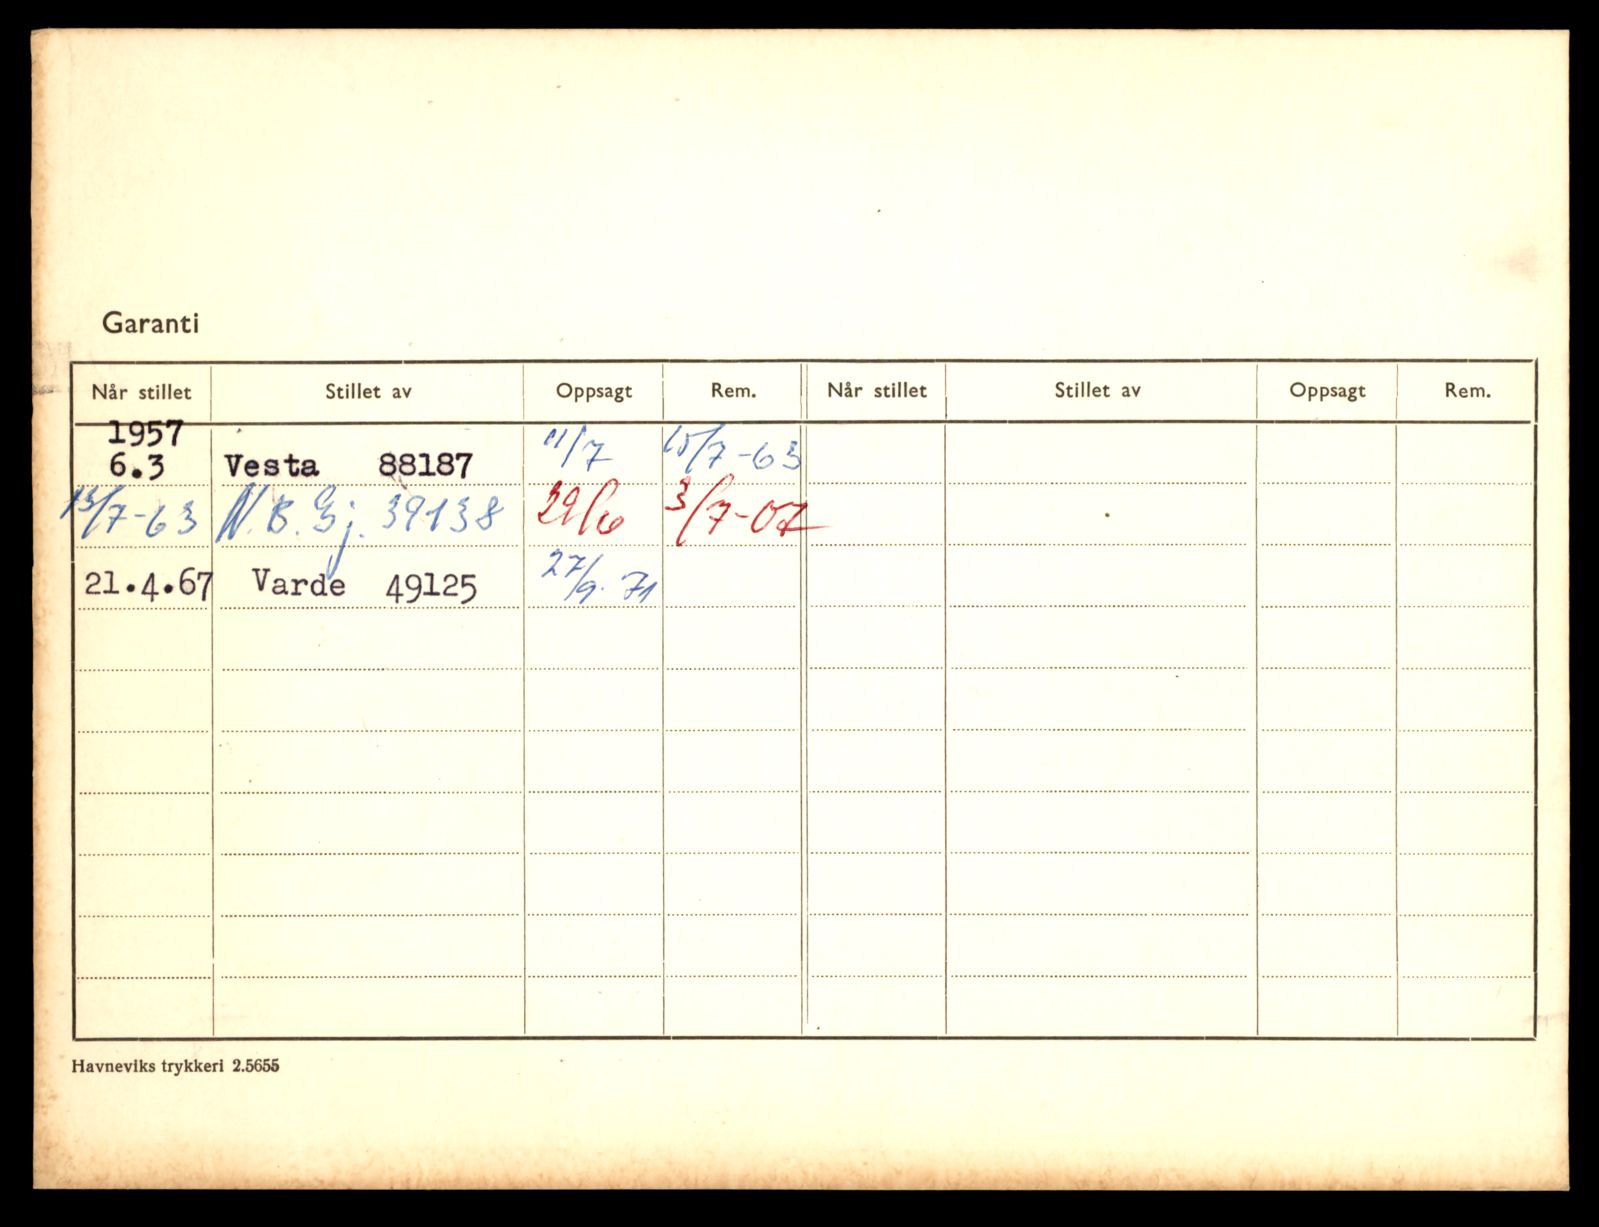 Garanti
Når stillet Stillet av Oppsagt Rem. Når stillet Stillet av Oppsagt Rem.
1957
6.3 Vesta 88187 11/7 15/7-63
13/7-63 N.B.Gj. 39138 29/6 3/7-67
21.4.67 Varde 49125 27/9.71
Havneviks trykkeri 2.5655